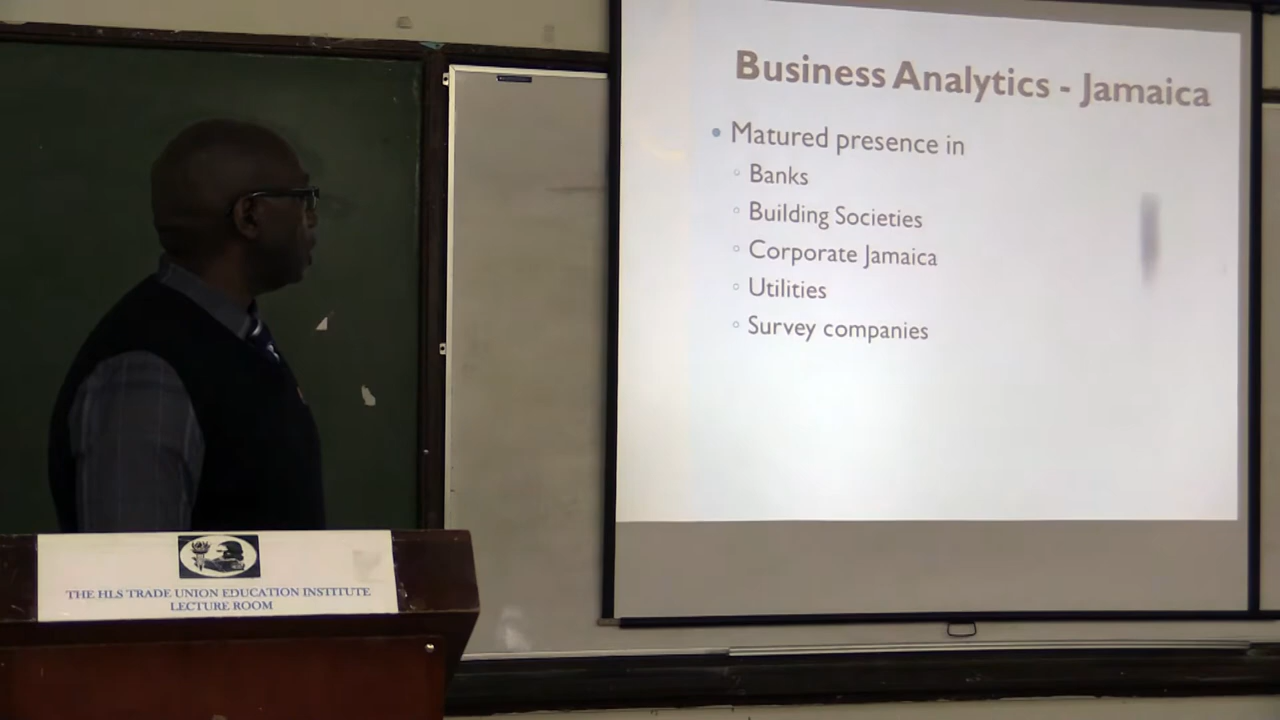 Business Analytics - Jamaica
• Matured presence in
◦ Banks
◦ Building Societies
◦ Corporate Jamaica
◦ Utilities
◦ Survey companies
THE HLS TRADE UNION EDUCATION INSTITUTE
LECTURE ROOM